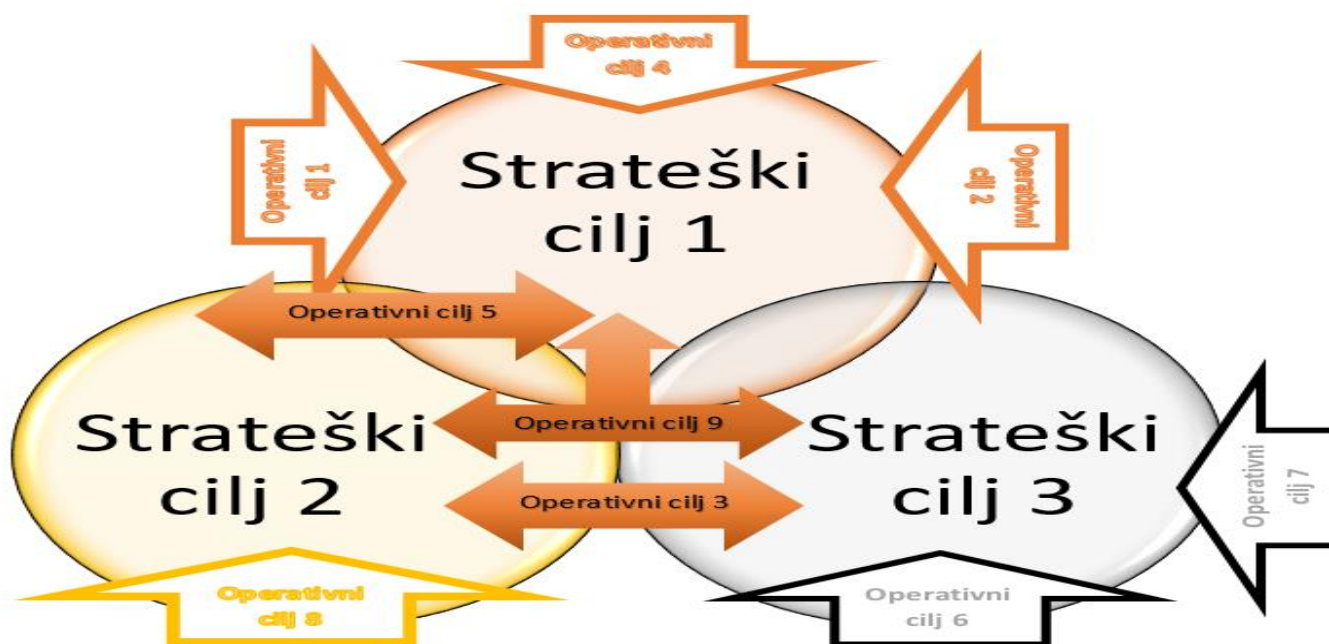 Operativni
cilj 4
Operativni
cilj 1
Strateški
cilj 1
Operativni
cilj 2
Operativni cilj 5
Operativni cilj 9
Strateški
cilj 2
Strateški
cilj 3
Operativni cilj 3
Operativni
cilj 7
Operativni
cilj 8
Operativni
cilj 6